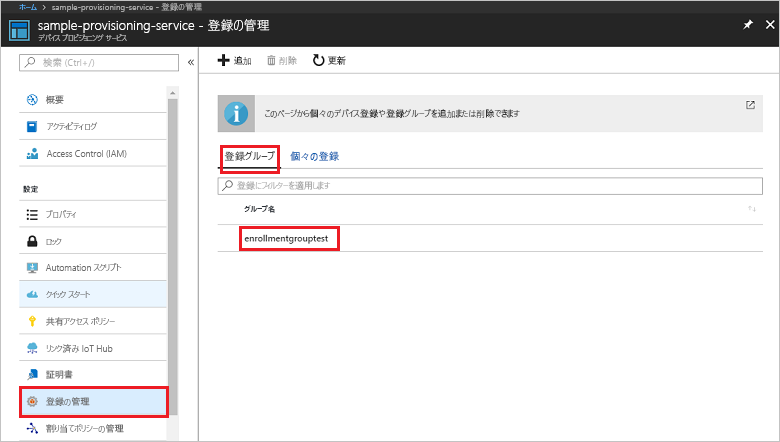 ホーム > sample-provisioning-service - 登録の管理
sample-provisioning-service - 登録の管理
デバイス プロビジェニング サービス
検索 (Ctrl+/)
«
追加
削除
更新
概要
アクティビティログ
Access Control (IAM)
設定
プロパティ
ロック
Automation スクリプト
クイック スタート
共有アクセス ポリシー
リンク済み IoT Hub
証明書
登録の管理
割り当てポリシーの管理
このページから個々のデバイス登録や登録グループを追加または削除できます
登録グループ
個々の登録
登録にフィルターを適用します
グループ名
enrollmentgrouptest